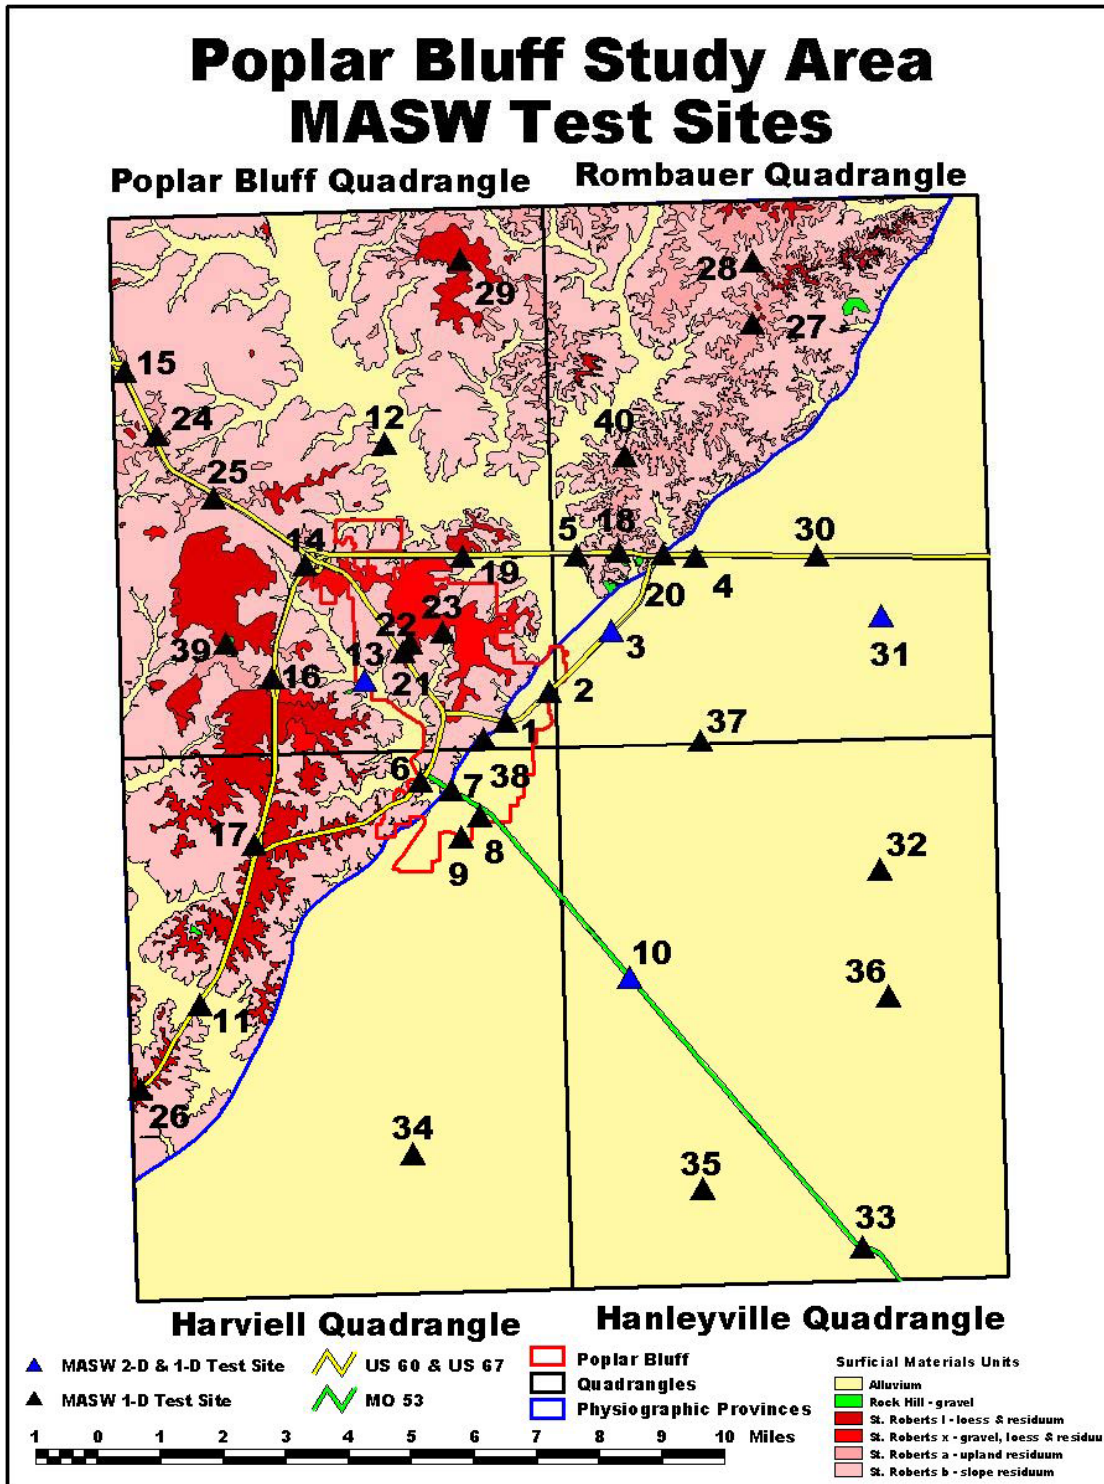 Poplar Bluff Study Area
MASW Test Sites
Poplar Bluff Quadrangle
Rombauer Quadrangle
28
29
27
15
12
24
40
25
14
5
18
30
19
20
4
23
22
3
31
39
13
16
21
2
37
1
6
7
38
17
8
9
32
10
36
11
26
34
35
33
Harviell Quadrangle
Hanleyville Quadrangle
MASW 2-D & 1-D Test Site
MASW 1-D Test Site
US 60 & US 67
MO 53
Poplar Bluff
Quadrangles
Physiographic Provinces
Surficial Materials Units
Alluvium
Rock Hill - gravel
St. Roberts l - loess & residuum
St. Roberts x - gravel, loess & residuu
St. Roberts a - upland residuum
St. Roberts b - slope residuum
1 0 1 2 3 4 5 6 7 8 9 10 Miles